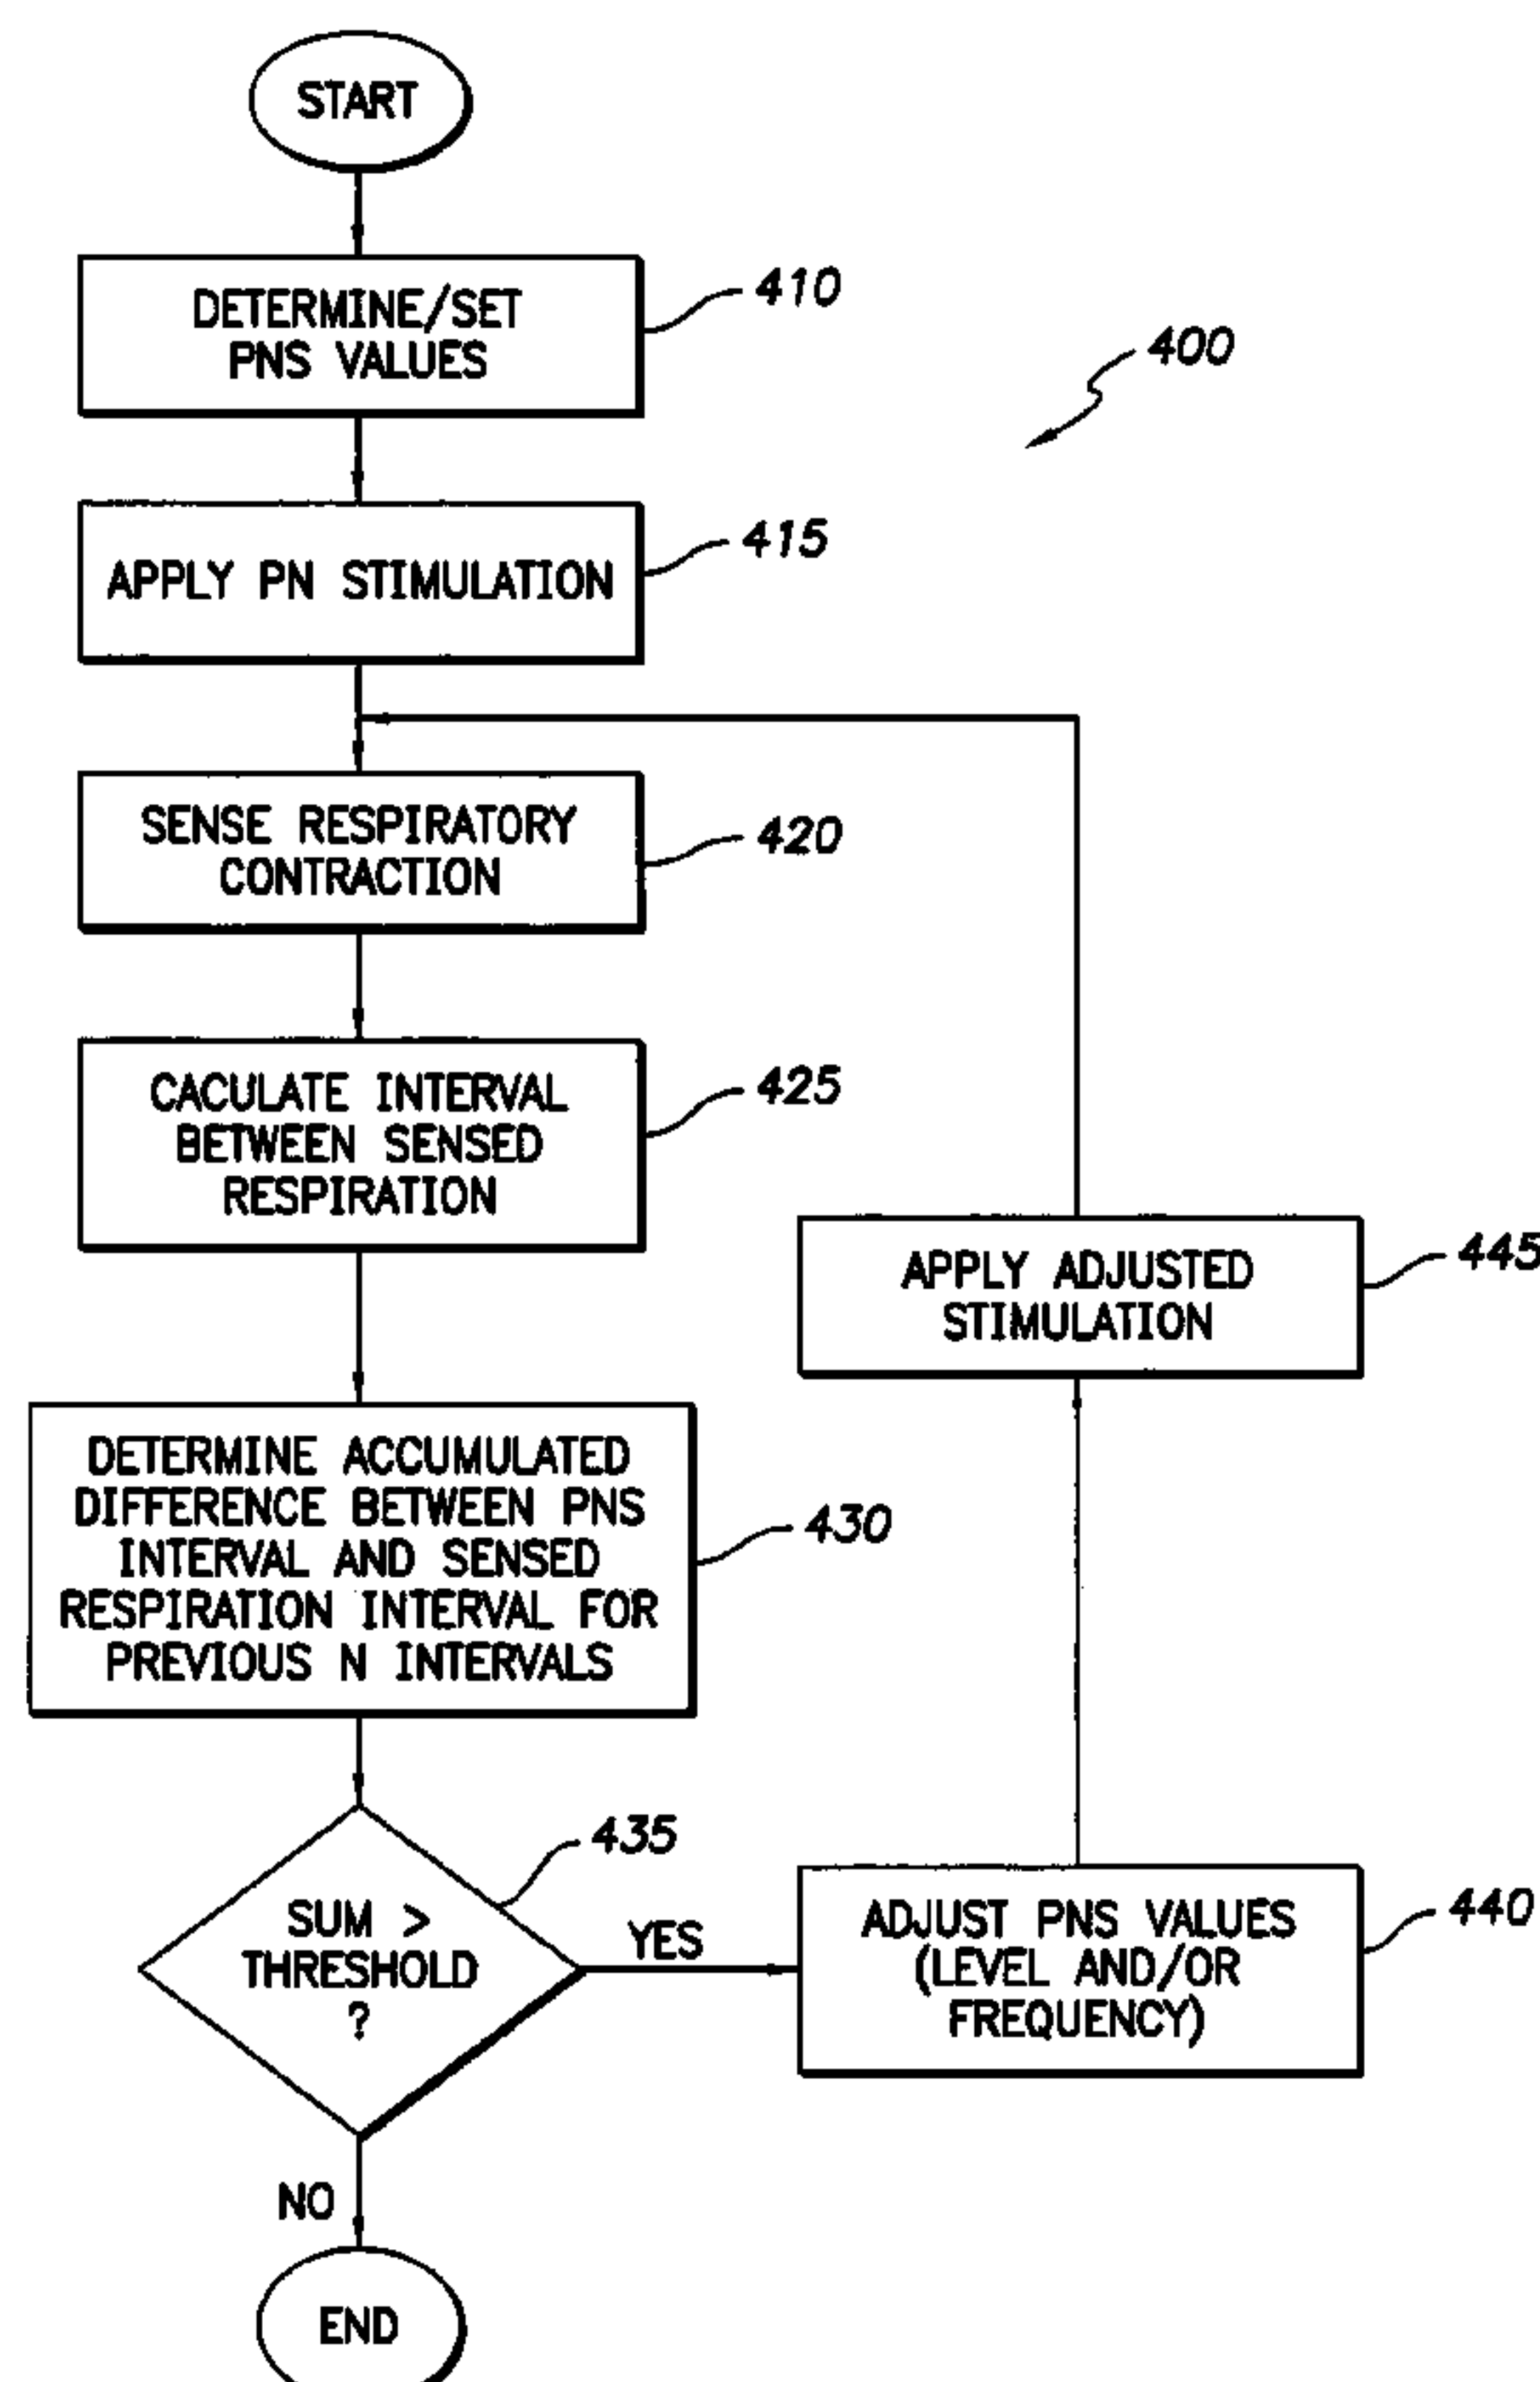 START
DETERMINE/SET
PNS VALUES
410
400
APPLY PN STIMULATION
415
SENSE RESPIRATORY
CONTRACTION
420
CACULATE INTERVAL
BETWEEN SENSED
RESPIRATION
425
APPLY ADJUSTED
STIMULATION
445
DETERMINE ACCUMULATED
DIFFERENCE BETWEEN PNS
INTERVAL AND SENSED
RESPIRATION INTERVAL FOR
PREVIOUS N INTERVALS
430
SUM >
THRESHOLD
?
435
YES
ADJUST PNS VALUES
(LEVEL AND/OR
FREQUENCY)
440
NO
END